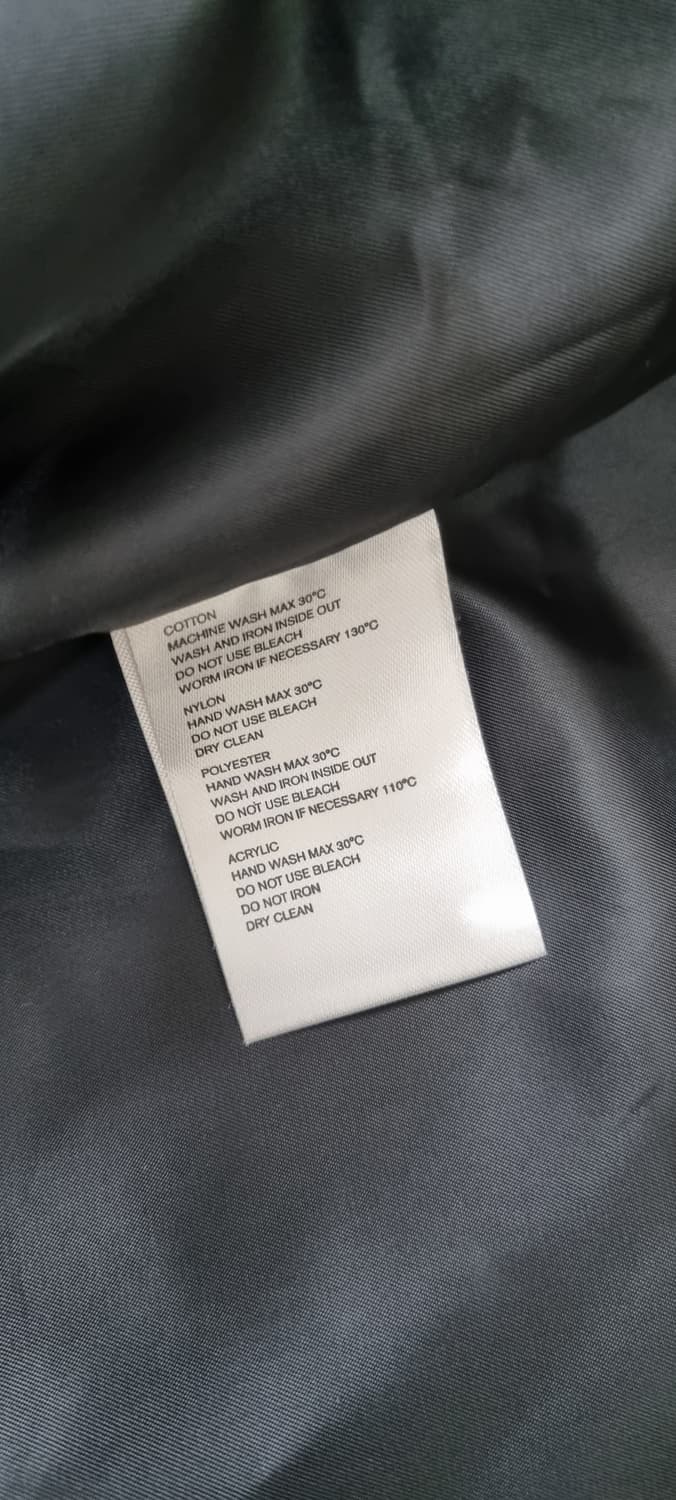 COTTON
MACHINE WASH MAX 30°C
WASH AND IRON INSIDE OUT
DO NOT USE BLEACH
WORM IRON IF NECESSARY 130°C
NYLON
HAND WASH MAX 30°C
DO NOT USE BLEACH
DRY CLEAN
POLYESTER
HAND WASH MAX 30°C
WASH AND IRON INSIDE OUT
DO NOT USE BLEACH
WORM IRON IF NECESSARY 110°C
ACRYLIC
HAND WASH MAX 30°C
DO NOT USE BLEACH
DO NOT IRON
DRY CLEAN